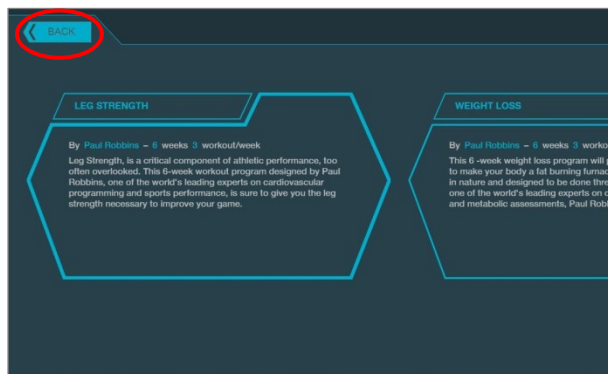 BACK
LEG STRENGTH
By Paul Robbins – 6 weeks 3 workout/week
Leg Strength, is a critical component of athletic performance, too
often overlooked. This 6-week workout program designed by Paul
Robbins, one of the world's leading experts on cardiovascular
programming and sports performance, is sure to give you the leg
strength necessary to improve your game.
WEIGHT LOSS
By Paul Robbins – 6 weeks 3 worko
This 6 -week weight loss program will p
to make your body a fat burning furnac
in nature and designed to be done thre
one of the world's leading experts on c
and metabolic assessments, Paul Robl